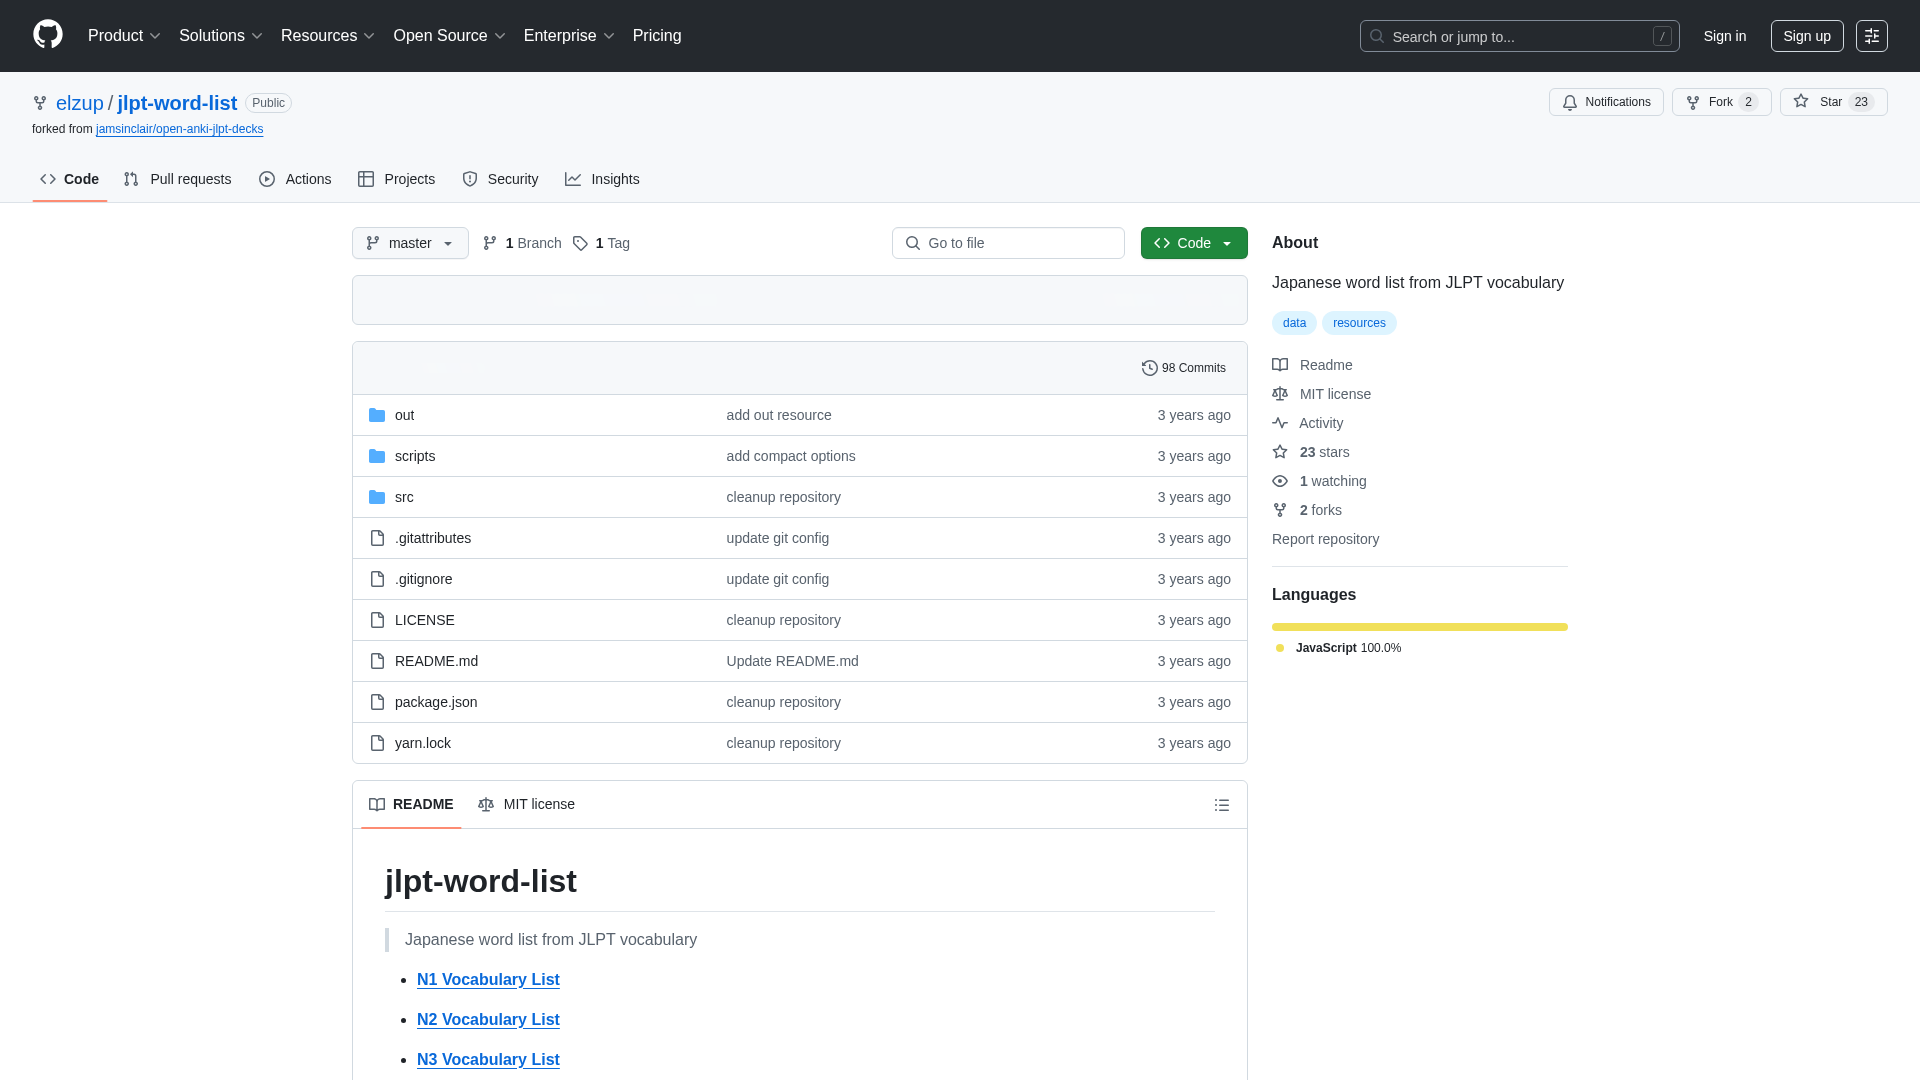 Product Solutions Resources Open Source Enterprise Pricing Search or jump to... / Sign in Sign up
elzup / jlpt-word-list Public Notifications Fork 2 Star 23
forked from jamsinclair/open-anki-jlpt-decks
Code Pull requests Actions Projects Security Insights
master 1 Branch 1 Tag Go to file Code
98 Commits
out add out resource 3 years ago
scripts add compact options 3 years ago
src cleanup repository 3 years ago
.gitattributes update git config 3 years ago
.gitignore update git config 3 years ago
LICENSE cleanup repository 3 years ago
README.md Update README.md 3 years ago
package.json cleanup repository 3 years ago
yarn.lock cleanup repository 3 years ago
README MIT license
jlpt-word-list
Japanese word list from JLPT vocabulary
N1 Vocabulary List
N2 Vocabulary List
N3 Vocabulary List
About
Japanese word list from JLPT vocabulary
data resources
Readme
MIT license
Activity
23 stars
1 watching
2 forks
Report repository
Languages
JavaScript 100.0%